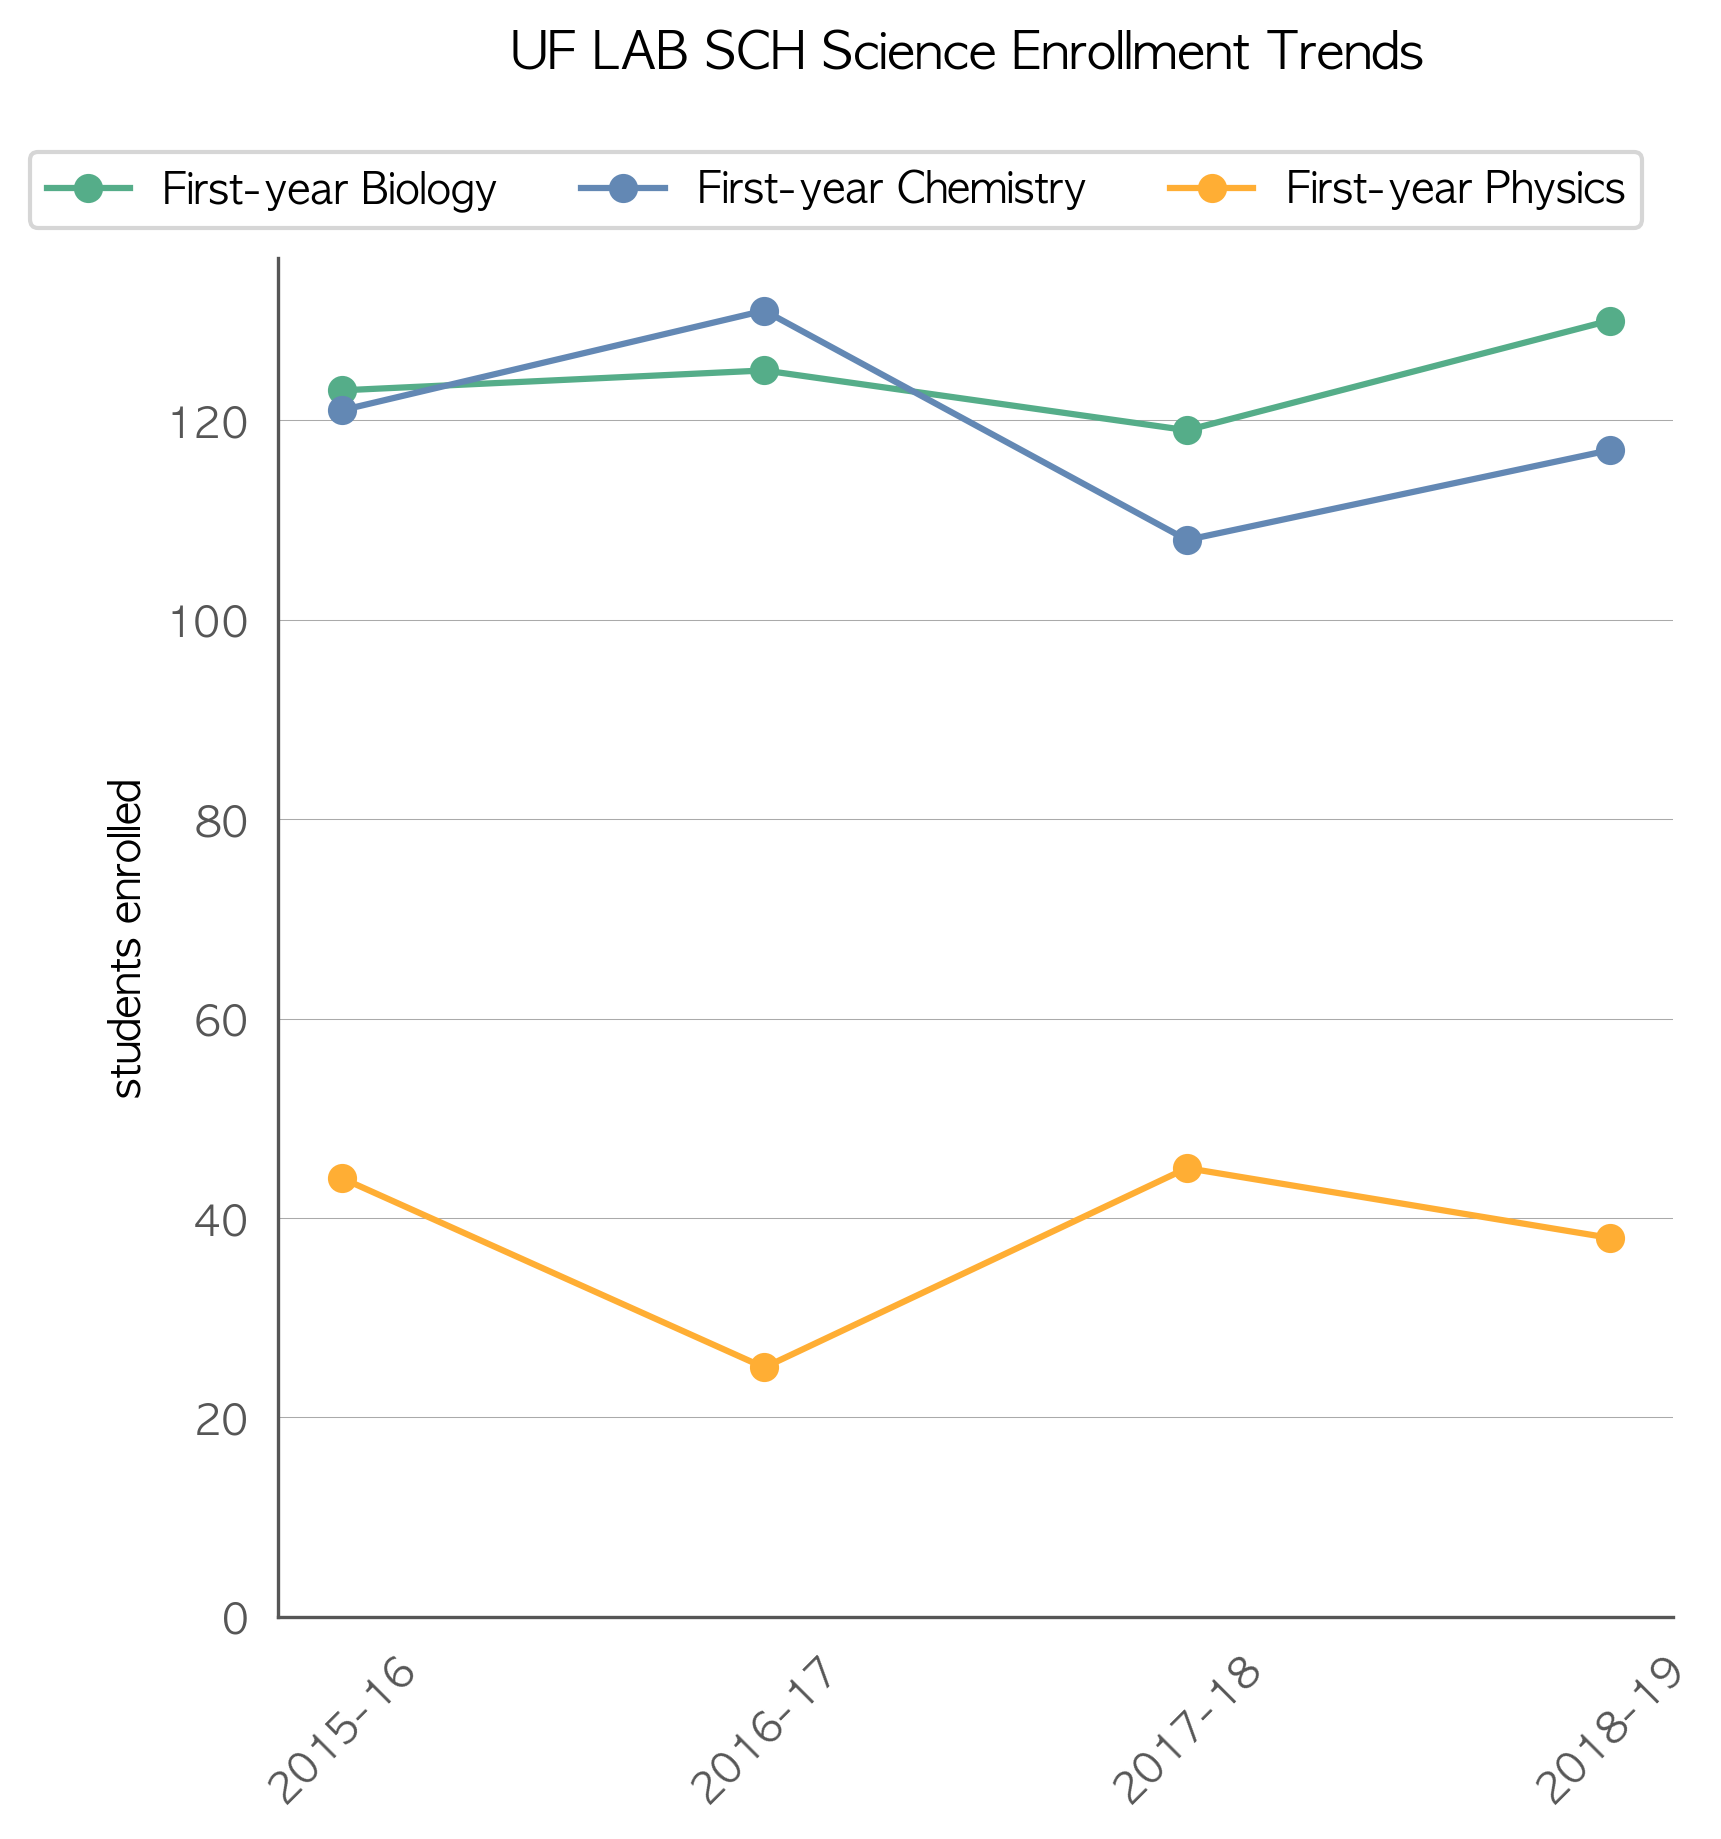 UF LAB SCH Science Enrollment Trends
First-year Biology First-year Chemistry First-year Physics
120
100
80
60
40
20
0
students enrolled
2015-16 2016-17 2017-18 2018-19